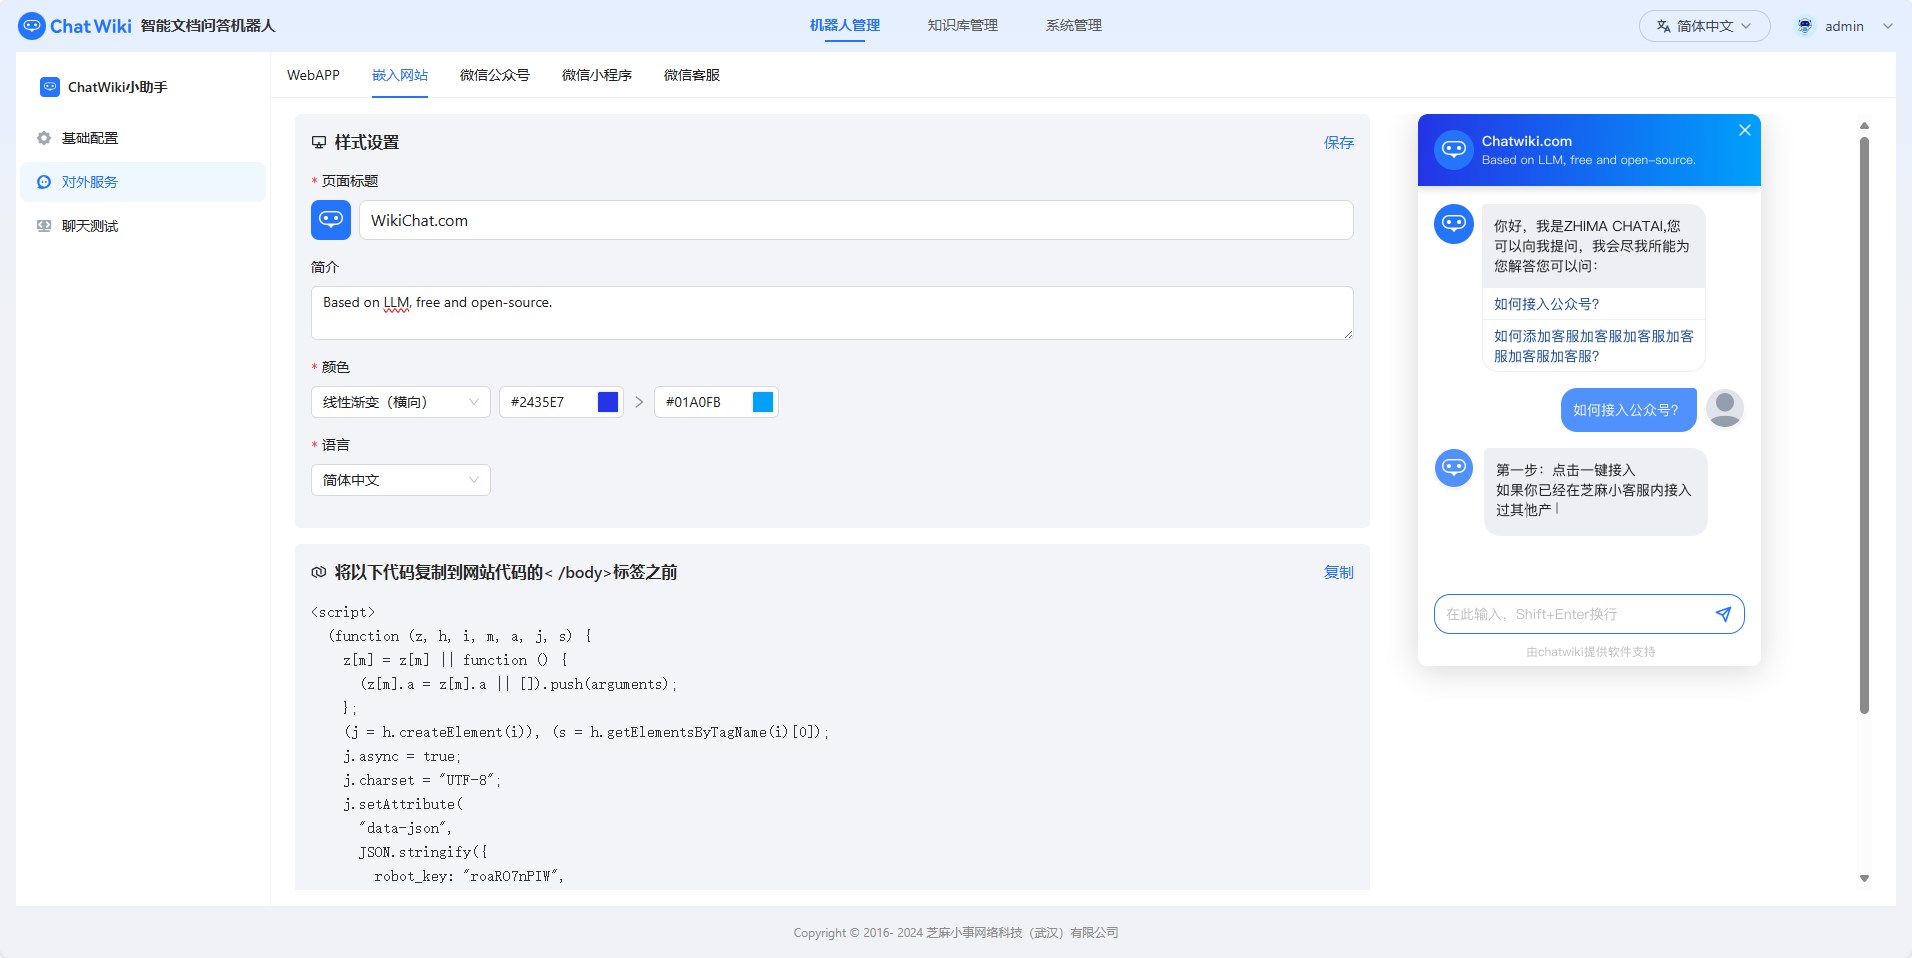 ChatWiki 智能文档问答机器人
机器人管理
知识库管理
系统管理
简体中文
admin
ChatWiki小助手
基础配置
对外服务
聊天测试
WebAPP
嵌入网站
微信公众号
微信小程序
微信客服
样式设置
保存
* 页面标题
WikiChat.com
简介
Based on LLM, free and open-source.
* 颜色
线性渐变（横向）
#2435E7
#01A0FB
* 语言
简体中文
将以下代码复制到网站代码的< /body>标签之前
复制
<script>
(function (z, h, i, m, a, j, s) {
z[m] = z[m] || function () {
(z[m].a = z[m].a || []).push(arguments);
};
(j = h.createElement(i)), (s = h.getElementsByTagName(i)[0]);
j.async = true;
j.charset = "UTF-8";
j.setAttribute(
"data-json",
JSON.stringify({
robot_key: "roaRO7nPIW",
Chatwiki.com
Based on LLM, free and open-source.
你好，我是ZHIMA CHATAI,您
可以向我提问，我会尽我所能为
您解答您可以问：
如何接入公众号?
如何添加客服加客服加客服加客
服加客服加客服?
如何接入公众号?
第一步：点击一键接入
如果你已经在芝麻小客服内接入
过其他产
在此输入，Shift+Enter换行
由chatwiki提供软件支持
Copyright © 2016- 2024 芝麻小事网络科技（武汉）有限公司